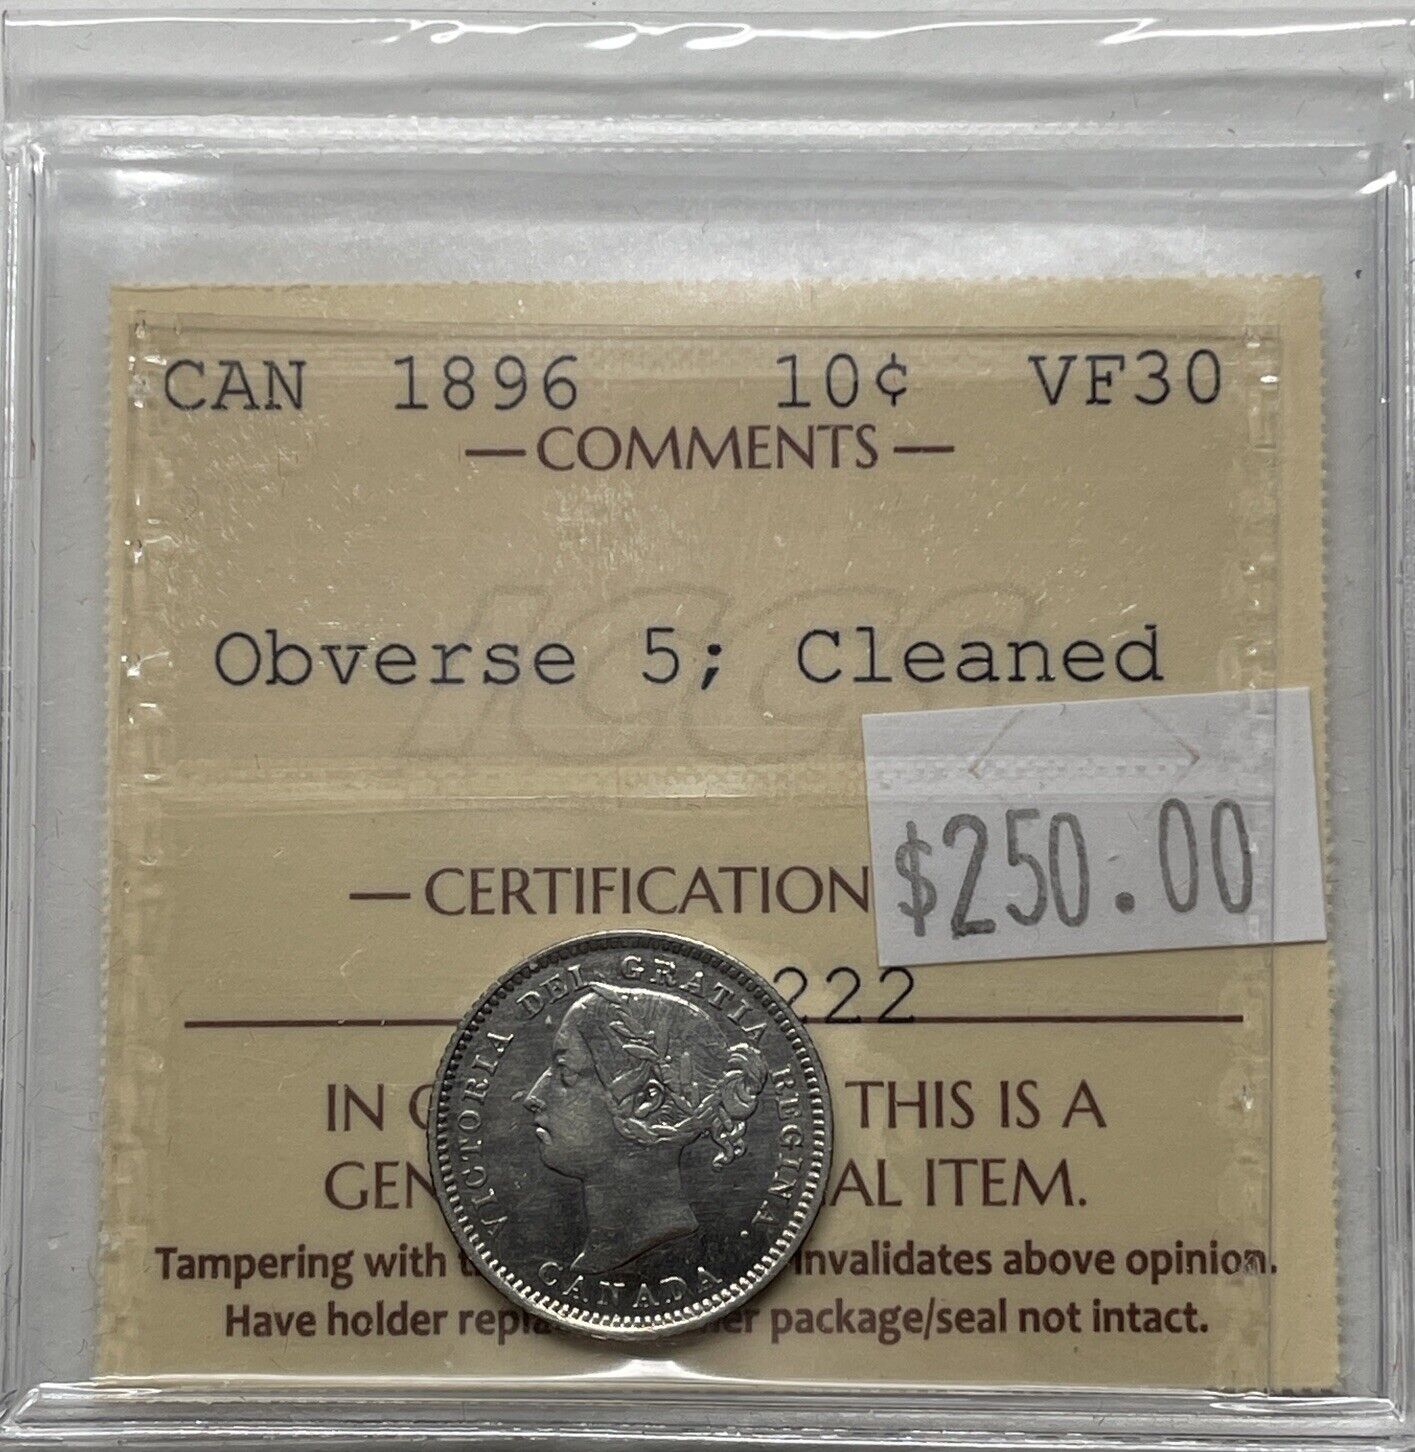 CAN 1896 10¢ VF30
— COMMENTS —
ICCS
Obverse 5; Cleaned
$250.00
— CERTIFICATION
222
VICTORIA DEI GRATIA REGINA.
CANADA
IN THIS IS A
GEN AL ITEM.
Tampering with invalidates above opinion.
Have holder package/seal not intact.